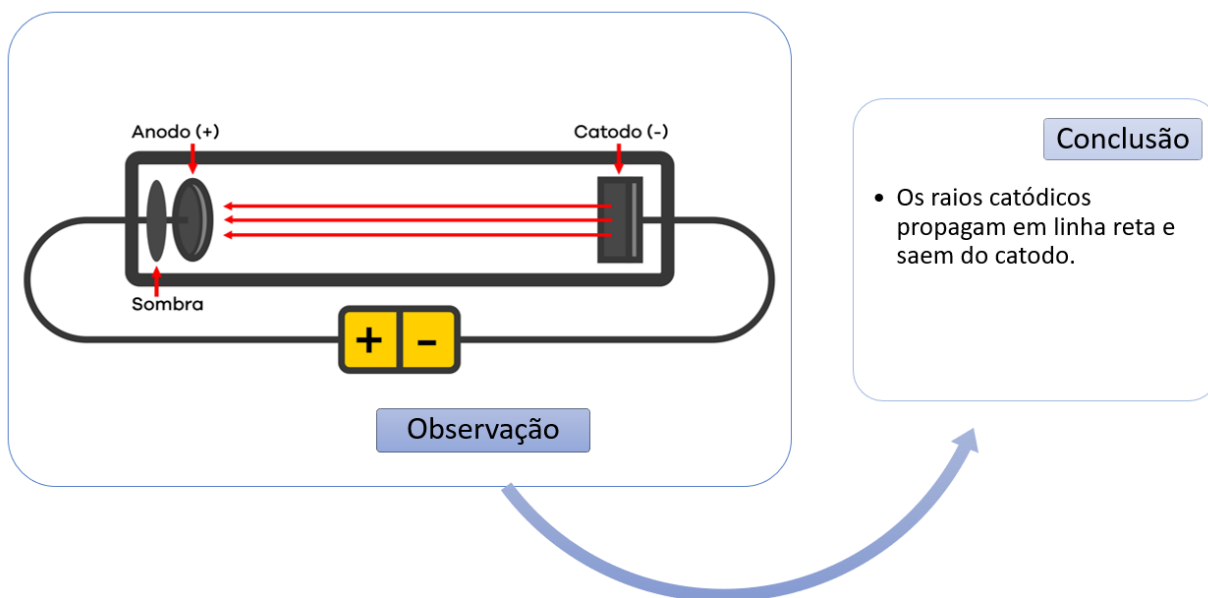 Anodo (+)
Catodo (-)
Sombra
+ -
Observação
Conclusão
• Os raios catódicos
propagam em linha reta e
saem do catodo.